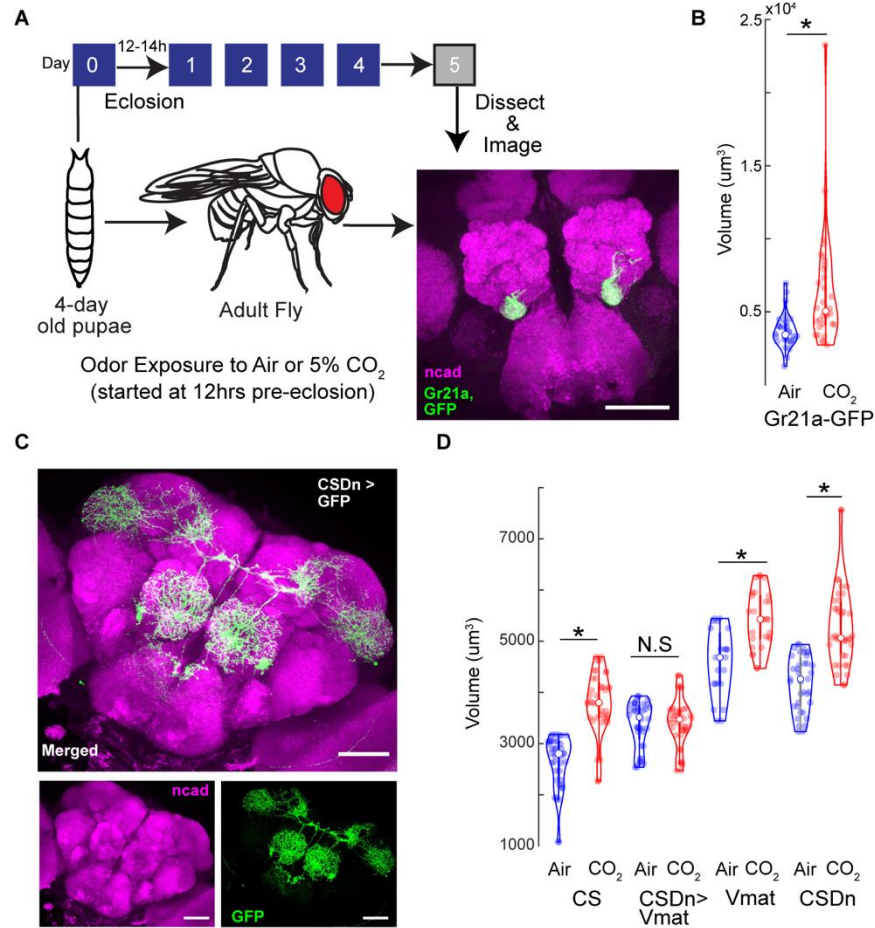 A
Day 0 12-14h 1 2 3 4 5
Eclosion
Dissect
&
Image
4-day
old pupae
Adult Fly
Odor Exposure to Air or 5% CO₂
(started at 12hrs pre-eclosion)
ncad
Gr21a,
GFP
B
2.5 x10⁴
*
1.5
0.5
Volume (um³)
Air CO₂
Gr21a-GFP
C
CSDn >
GFP
Merged
ncad
GFP
D
7000
5000
3000
1000
Volume (um³)
*
N.S
*
*
Air CO₂ Air CO₂ Air CO₂ Air CO₂
CS CSDn> Vmat CSDn
Vmat